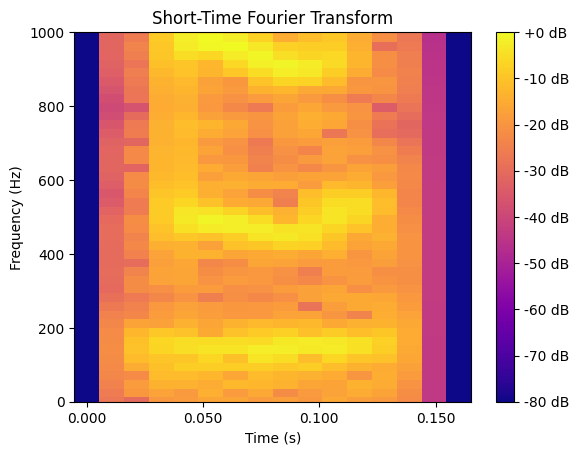 Short-Time Fourier Transform
Frequency (Hz)
1000
800
600
400
200
0
0.000
0.050
0.100
0.150
Time (s)
+0 dB
-10 dB
-20 dB
-30 dB
-40 dB
-50 dB
-60 dB
-70 dB
-80 dB